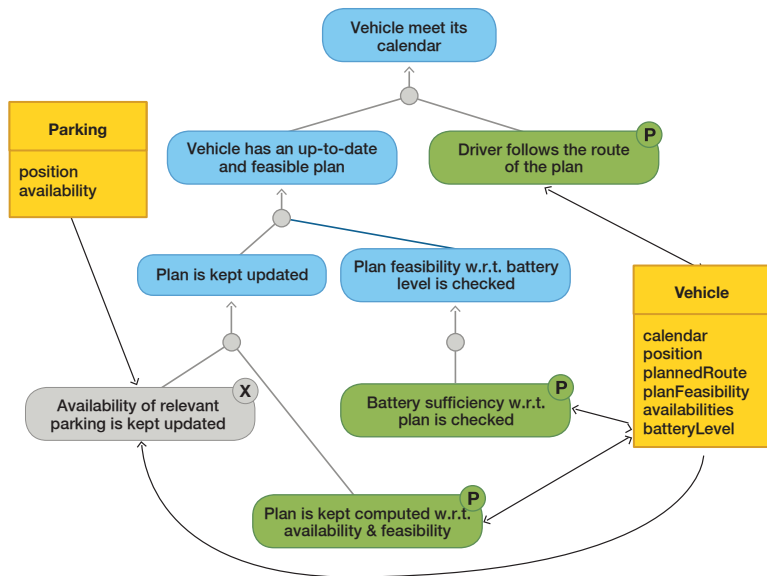 Vehicle meet its
calendar
Parking
position
availability
Vehicle has an up-to-date
and feasible plan
P
Driver follows the route
of the plan
Plan is kept updated
Plan feasibility w.r.t. battery
level is checked
Vehicle
calendar
position
plannedRoute
planFeasibility
availabilities
batteryLevel
X
Availability of relevant
parking is kept updated
P
Battery sufficiency w.r.t.
plan is checked
P
Plan is kept computed w.r.t.
availability & feasibility